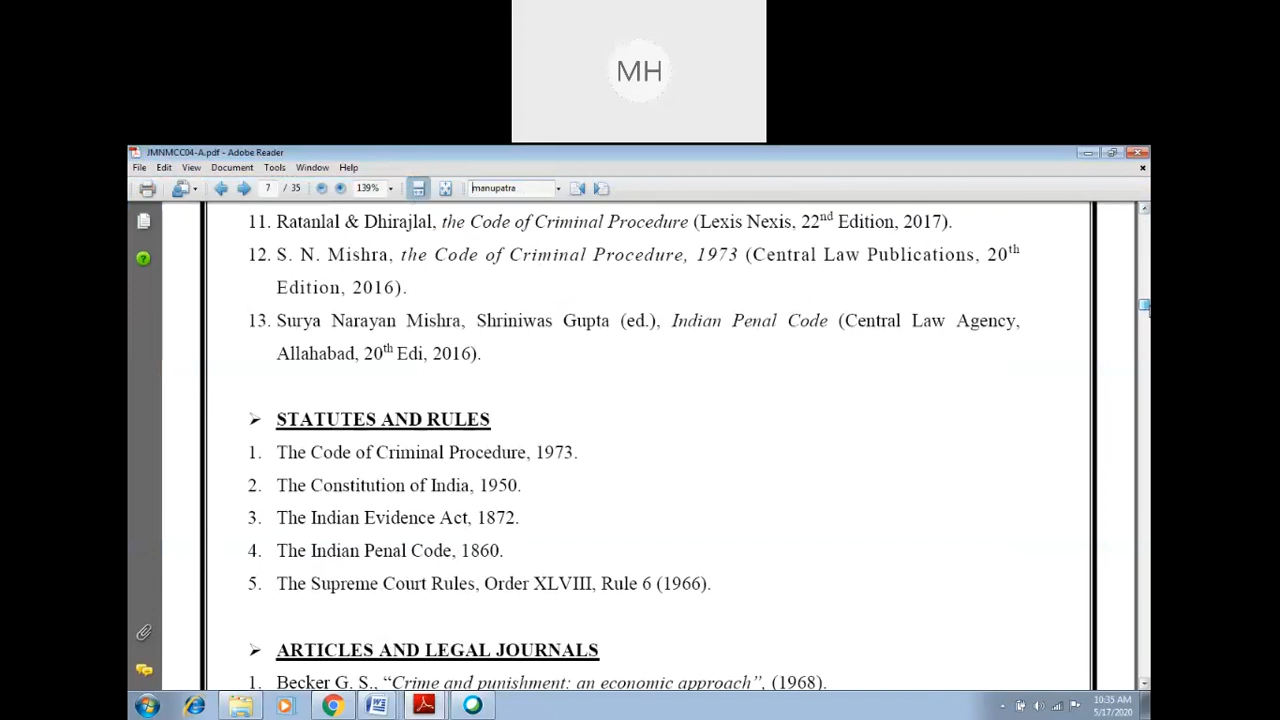 MH
JMNMCC04-A.pdf - Adobe Reader
File Edit View Document Tools Window Help
7 / 35 139% manupatra
11. Ratanlal & Dhirajlal, the Code of Criminal Procedure (Lexis Nexis, 22nd Edition, 2017).
12. S. N. Mishra, the Code of Criminal Procedure, 1973 (Central Law Publications, 20th
Edition, 2016).
13. Surya Narayan Mishra, Shriniwas Gupta (ed.), Indian Penal Code (Central Law Agency,
Allahabad, 20th Edi, 2016).
➢ STATUTES AND RULES
1. The Code of Criminal Procedure, 1973.
2. The Constitution of India, 1950.
3. The Indian Evidence Act, 1872.
4. The Indian Penal Code, 1860.
5. The Supreme Court Rules, Order XLVIII, Rule 6 (1966).
➢ ARTICLES AND LEGAL JOURNALS
1. Becker G. S., “Crime and punishment: an economic approach”, (1968).
10:35 AM
5/17/2020